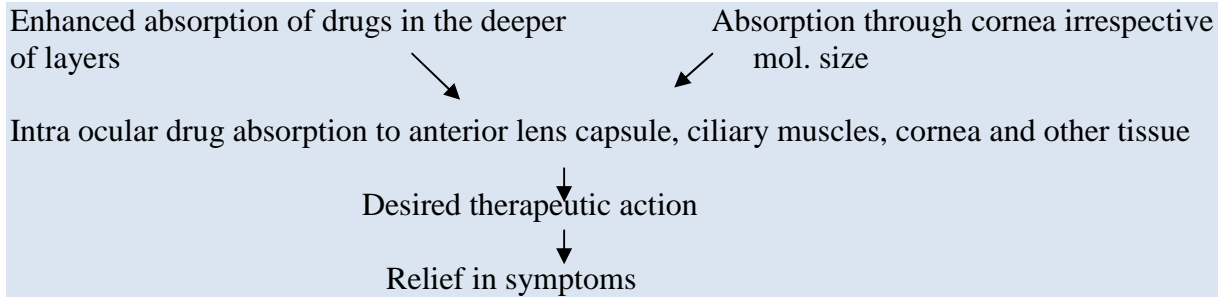 Enhanced absorption of drugs in the deeper Absorption through cornea irrespective
of layers mol. size
Intra ocular drug absorption to anterior lens capsule, ciliary muscles, cornea and other tissue
Desired therapeutic action
Relief in symptoms